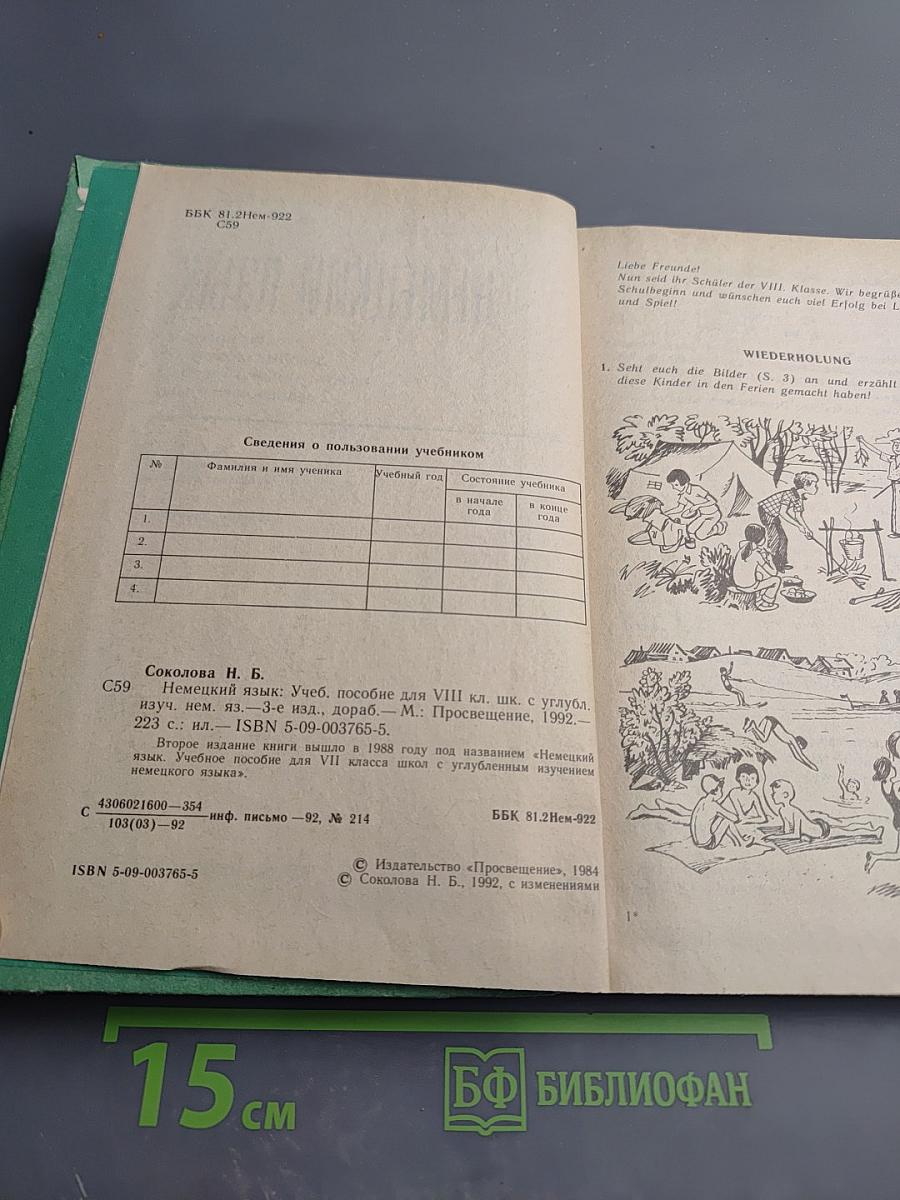 ББК 81.2Нем-922
С59
Сведения о пользовании учебником
№
Фамилия и имя ученика
Учебный год
Состояние учебника
в начале
года
в конце
года
1.
2.
3.
4.
Соколова Н. Б.
С59 Немецкий язык: Учеб. пособие для VIII кл. шк. с углубл.
изуч. нем. яз.—3-е изд., дораб.— М.: Просвещение, 1992.—
223 с.: ил.— ISBN 5-09-003765-5.
Второе издание книги вышло в 1988 году под названием «Немецкий
язык. Учебное пособие для VII класса школ с углубленным изучением
немецкого языка».
С 4306021600—354
103(03)—92
инф. письмо —92, № 214
ББК 81.2Нем-922
ISBN 5-09-003765-5
© Издательство «Просвещение», 1984
© Соколова Н. Б., 1992, с изменениями
Liebe Freunde!
Nun seid ihr Schüler der VIII. Klasse. Wir begrüße
Schulbeginn und wünschen euch viel Erfolg bei L
und Spiel!
WIEDERHOLUNG
1. Seht euch die Bilder (S. 3) an und erzählt
diese Kinder in den Ferien gemacht haben!
1*
15 см
БФ БИБЛИОФАН